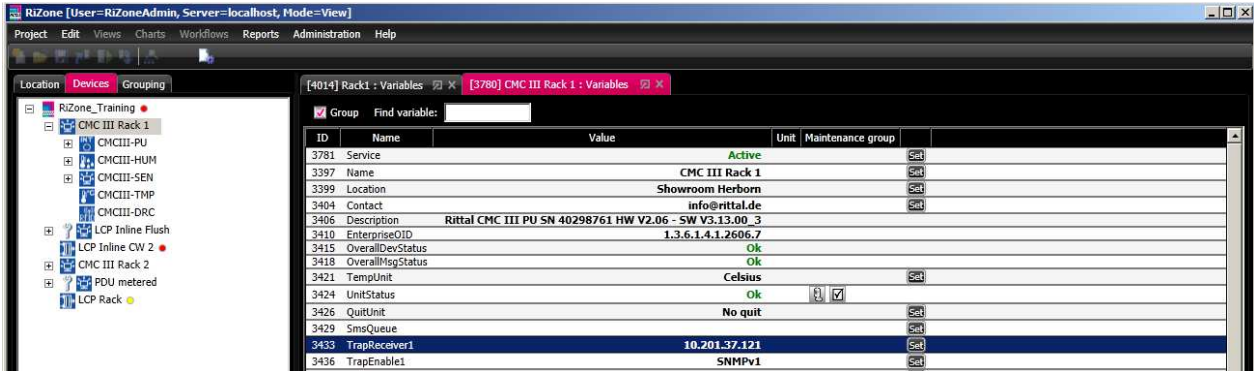 RiZone [User=RiZoneAdmin, Server=localhost, Mode=View]
Project Edit Views Charts Workflows Reports Administration Help
Location Devices Grouping
[4014] Rack1 : Variables [3780] CMC III Rack 1 : Variables
RiZone_Training
CMC III Rack 1
CMCIII-PU
CMCIII-HUM
CMCIII-SEN
CMCIII-TMP
CMCIII-DRC
LCP Inline Flush
LCP Inline CW 2
CMC III Rack 2
PDU metered
LCP Rack
Group Find variable:
ID Name Value Unit Maintenance group
3781 Service Active Set
3397 Name CMC III Rack 1 Set
3399 Location Showroom Herborn Set
3404 Contact info@rittal.de Set
3406 Description Rittal CMC III PU SN 40298761 HW V2.06 - SW V3.13.00_3
3410 EnterpriseOID 1.3.6.1.4.1.2606.7
3415 OverallDevStatus Ok
3418 OverallMsgStatus Ok
3421 TempUnit Celsius Set
3424 UnitStatus Ok
3426 QuitUnit No quit Set
3429 SmsQueue Set
3433 TrapReceiver1 10.201.37.121 Set
3436 TrapEnable1 SNMPv1 Set